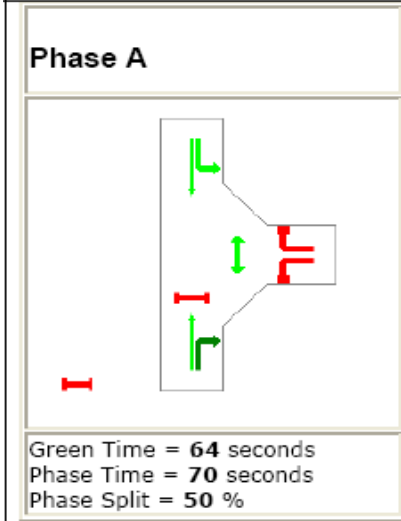 Phase A
Green Time = 64 seconds
Phase Time = 70 seconds
Phase Split = 50 %